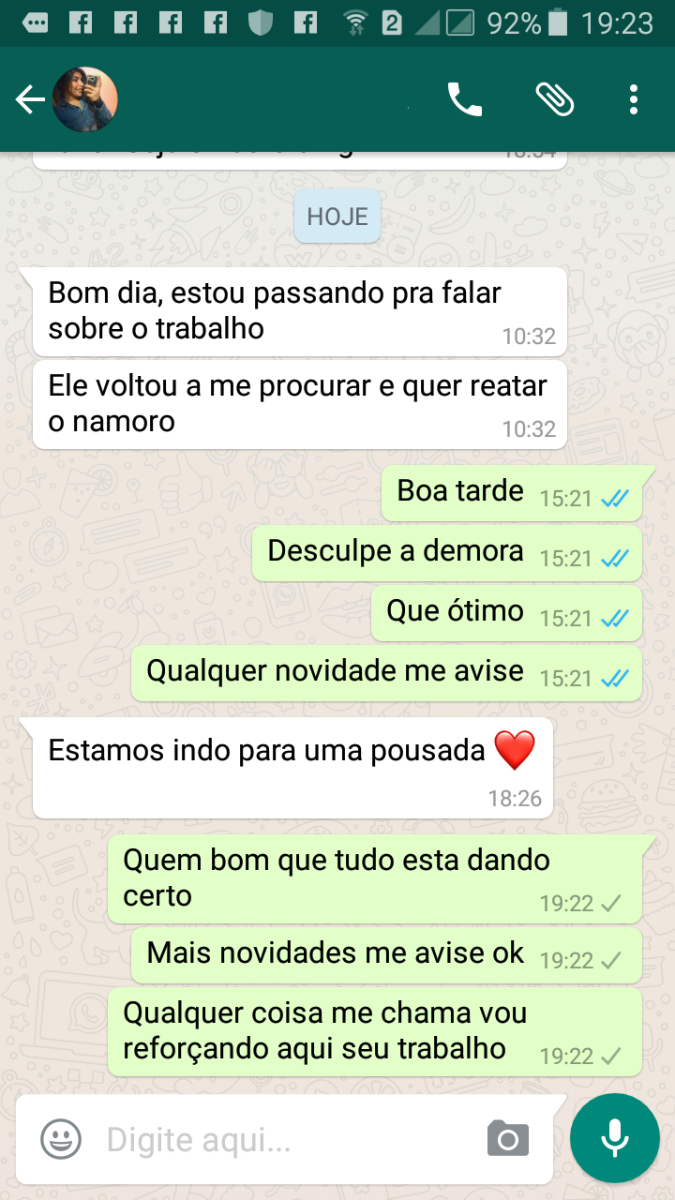 2 92% 19:23
HOJE
Bom dia, estou passando pra falar
sobre o trabalho
10:32
Ele voltou a me procurar e quer reatar
o namoro
10:32
Boa tarde 15:21
Desculpe a demora 15:21
Que ótimo 15:21
Qualquer novidade me avise 15:21
Estamos indo para uma pousada
18:26
Quem bom que tudo esta dando
certo 19:22
Mais novidades me avise ok 19:22
Qualquer coisa me chama vou
reforçando aqui seu trabalho 19:22
Digite aqui...